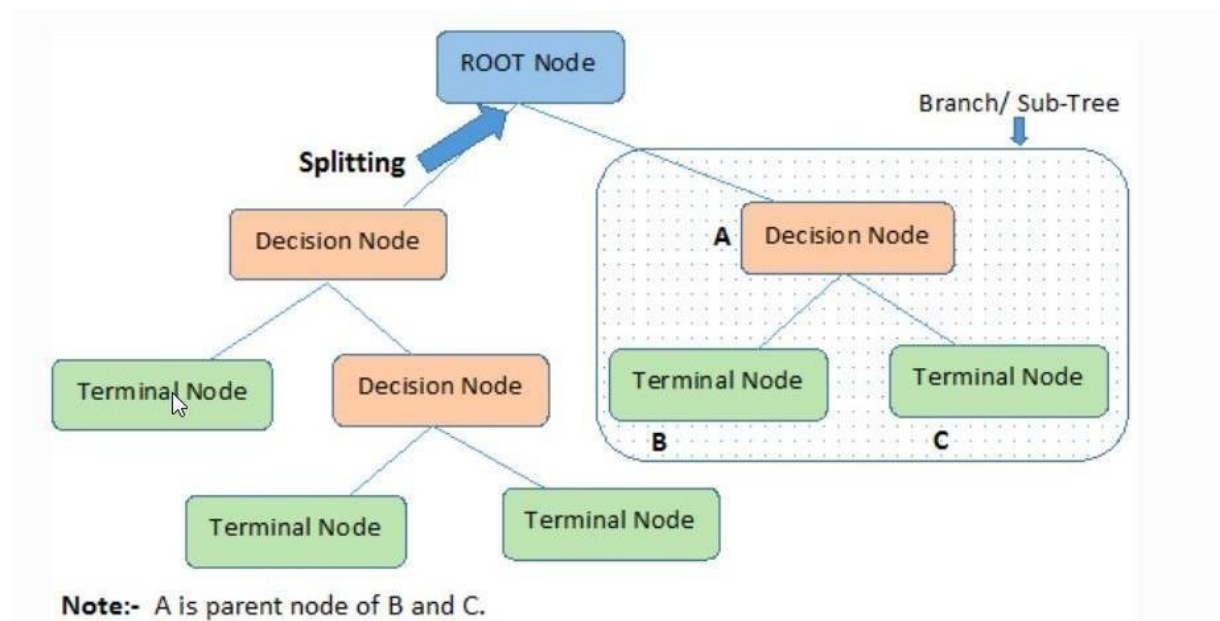 ROOT Node
Branch/ Sub-Tree
Splitting
Decision Node
A
Decision Node
Terminal Node
Decision Node
Terminal Node
Terminal Node
B
C
Terminal Node
Terminal Node
Note:- A is parent node of B and C.